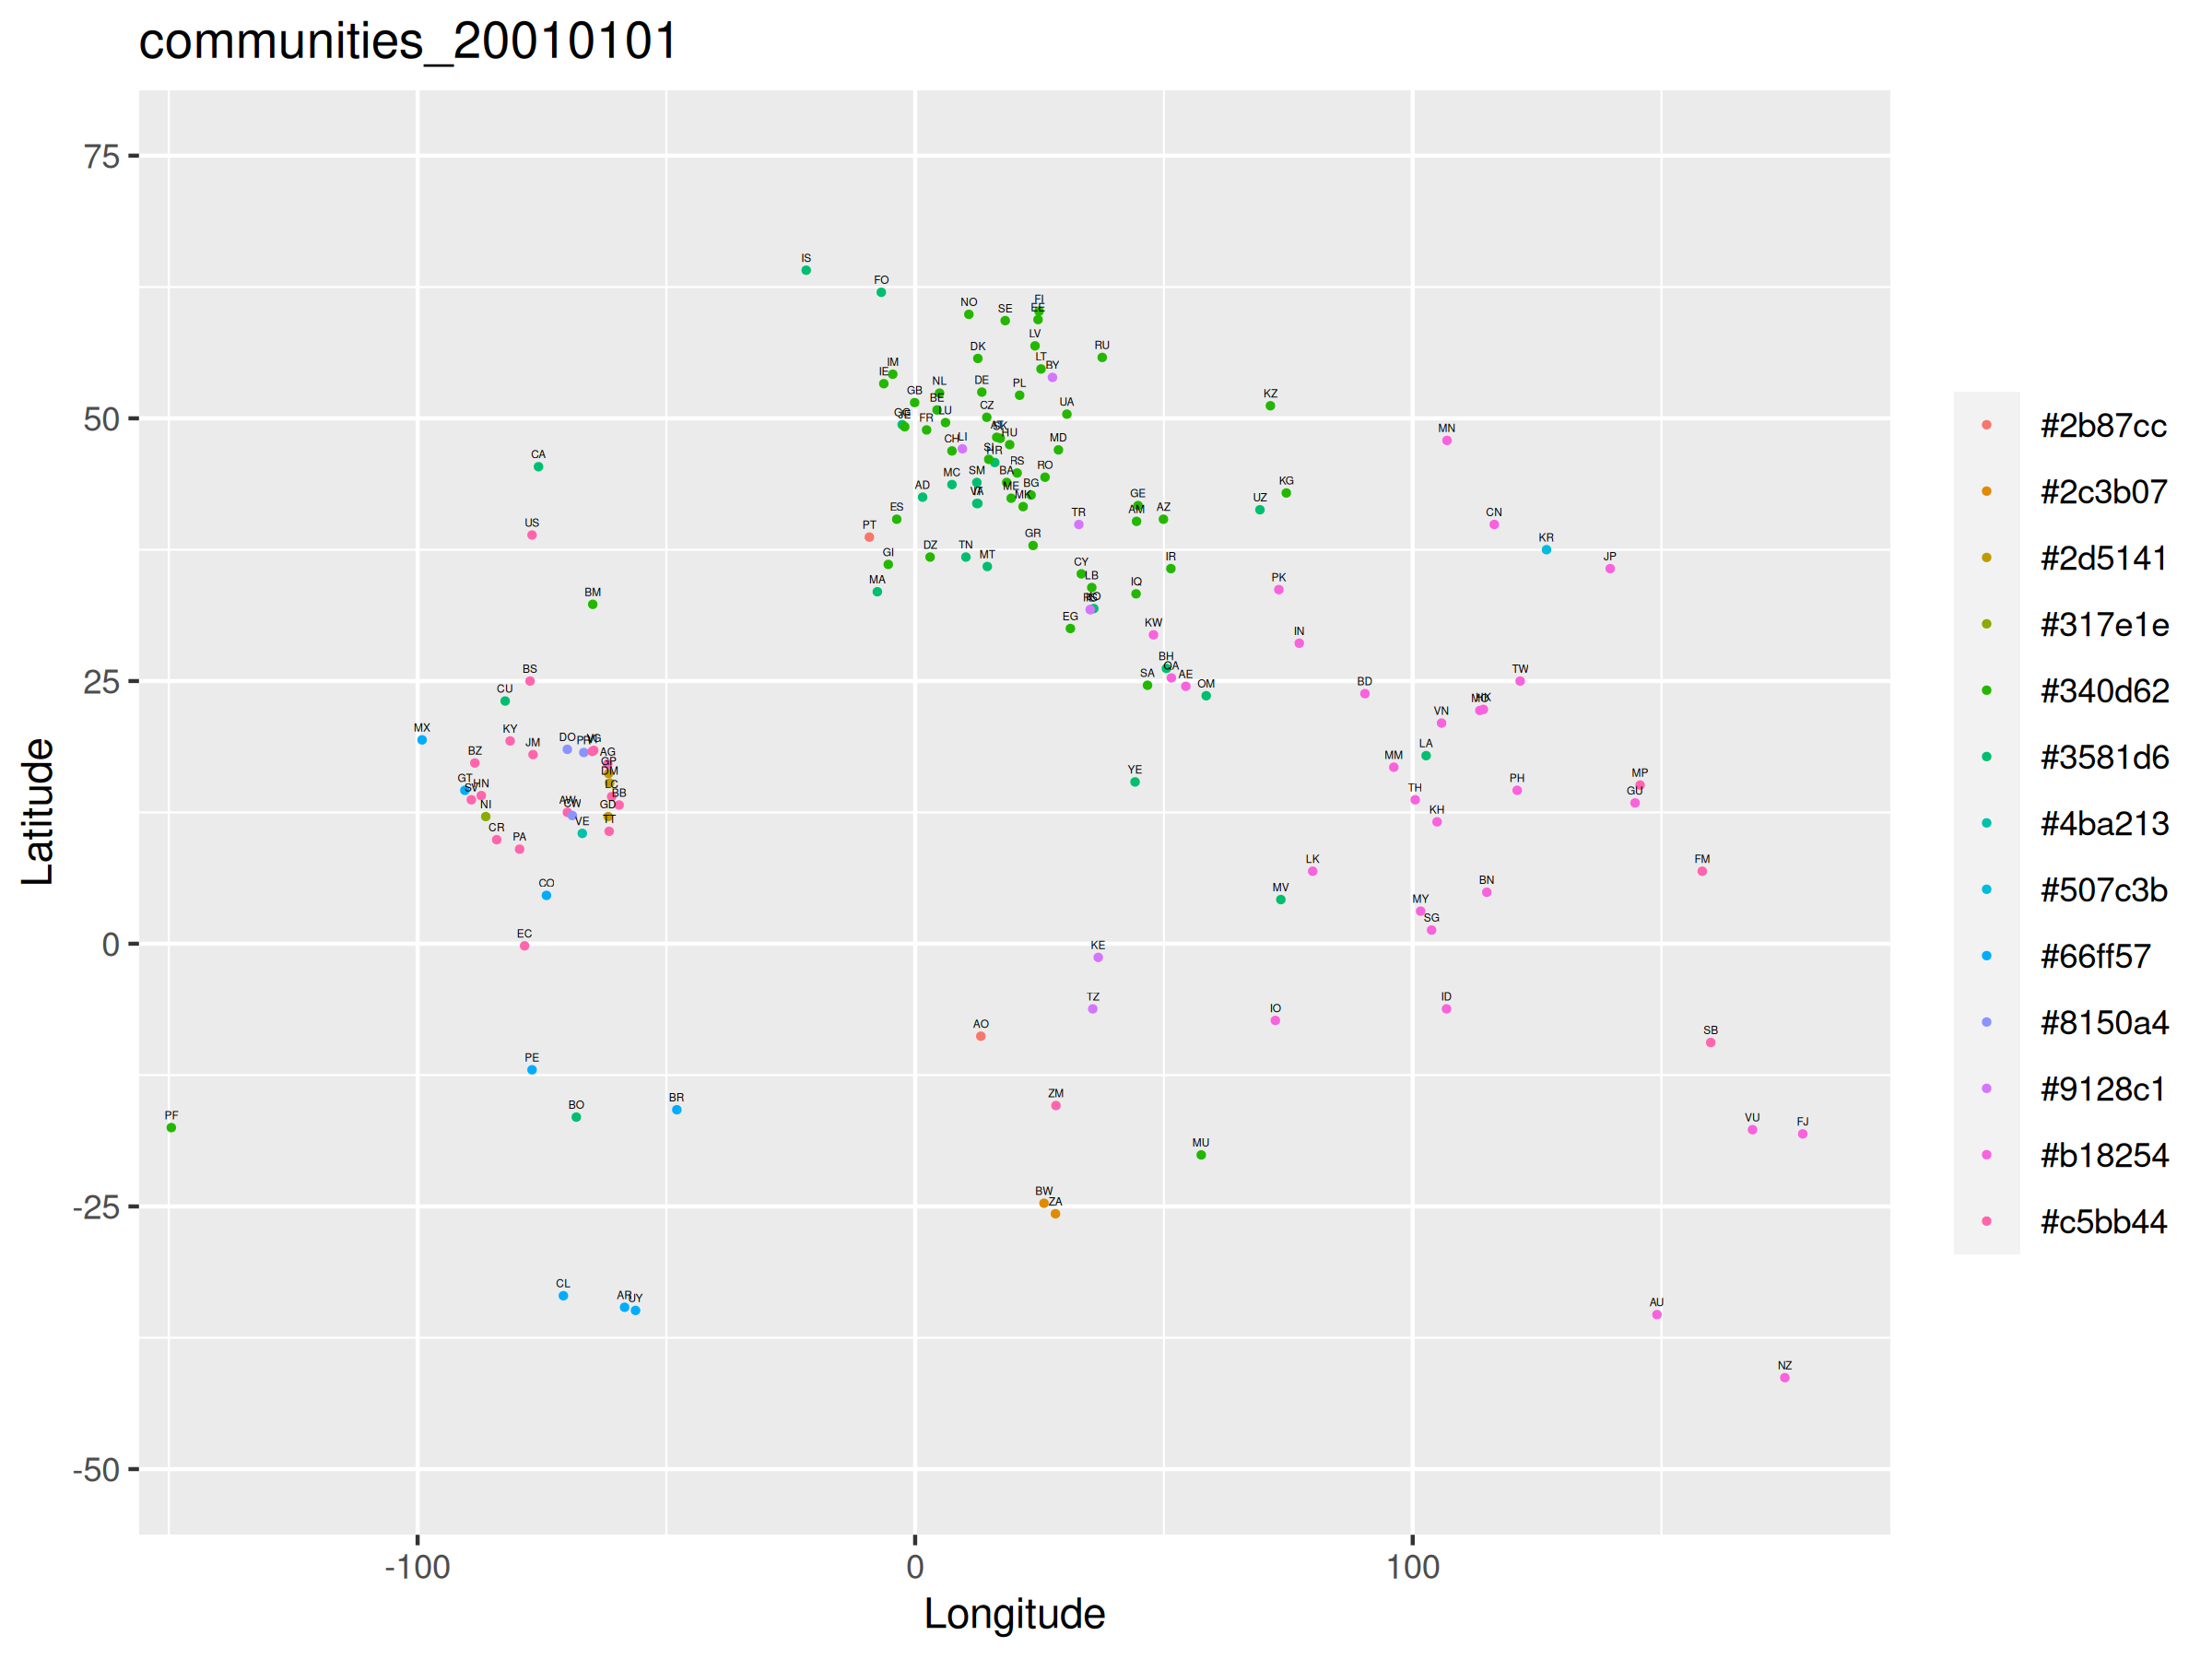 communities_20010101
75
50
25
0
-25
-50
Latitude
-100
0
100
Longitude
IS
FO
NO
SE
FI
EE
LV
DK
RU
LT
BY
IM
IE
NL
DE
PL
GB
BE
KZ
CZ
UA
LU
FR
MN
HU
LI
CH
MD
CA
RS
RO
MC
SM
BA
AD
BG
ME
KG
MK
GE
UZ
ES
AM
AZ
TR
CN
US
PT
GR
KR
GI
DZ
TN
MT
IR
JP
CY
MA
LB
IQ
PK
BM
EG
KW
IN
BH
QA
SA
AE
OM
BD
TW
BS
CU
HK
VN
MX
KY
JM
DO
AG
LA
BZ
YE
MM
MP
GT
HN
DM
BB
TH
PH
GU
NI
CW
GD
KH
CR
VE
TT
PA
LK
FM
CO
MV
BN
MY
SG
EC
KE
TZ
IO
ID
AO
SB
PE
ZM
BO
BR
PF
VU
FJ
MU
BW
ZA
CL
AR
UY
AU
NZ
#2b87cc
#2c3b07
#2d5141
#317e1e
#340d62
#3581d6
#4ba213
#507c3b
#66ff57
#8150a4
#9128c1
#b18254
#c5bb44